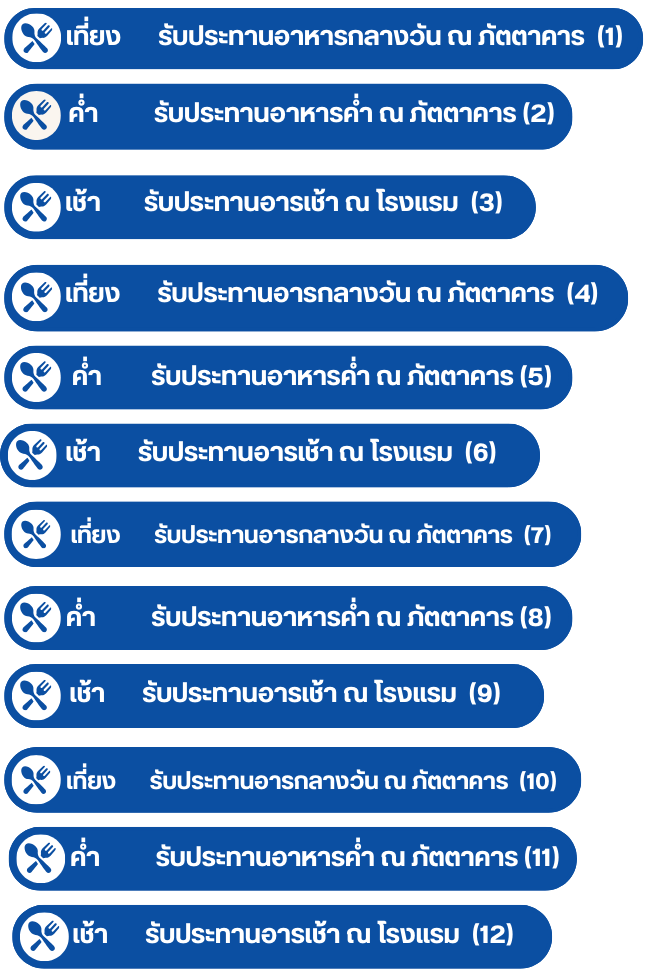 เที่ยง รับประทานอาหารกลางวัน ณ ภัตตาคาร (1)
ค่ำ รับประทานอาหารค่ำ ณ ภัตตาคาร (2)
เช้า รับประทานอารเช้า ณ โรงแรม (3)
เที่ยง รับประทานอารกลางวัน ณ ภัตตาคาร (4)
ค่ำ รับประทานอาหารค่ำ ณ ภัตตาคาร (5)
เช้า รับประทานอารเช้า ณ โรงแรม (6)
เที่ยง รับประทานอารกลางวัน ณ ภัตตาคาร (7)
ค่ำ รับประทานอาหารค่ำ ณ ภัตตาคาร (8)
เช้า รับประทานอารเช้า ณ โรงแรม (9)
เที่ยง รับประทานอารกลางวัน ณ ภัตตาคาร (10)
ค่ำ รับประทานอาหารค่ำ ณ ภัตตาคาร (11)
เช้า รับประทานอารเช้า ณ โรงแรม (12)